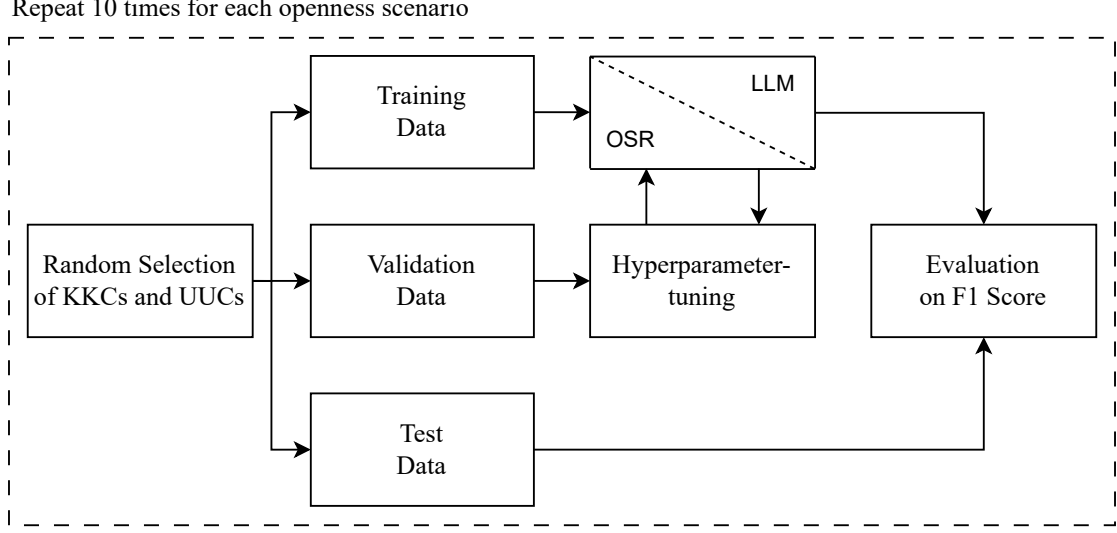 Repeat 10 times for each openness scenario
Training
Data
LLM
OSR
Random Selection
of KKCs and UUCs
Validation
Data
Hyperparameter-
tuning
Evaluation
on F1 Score
Test
Data